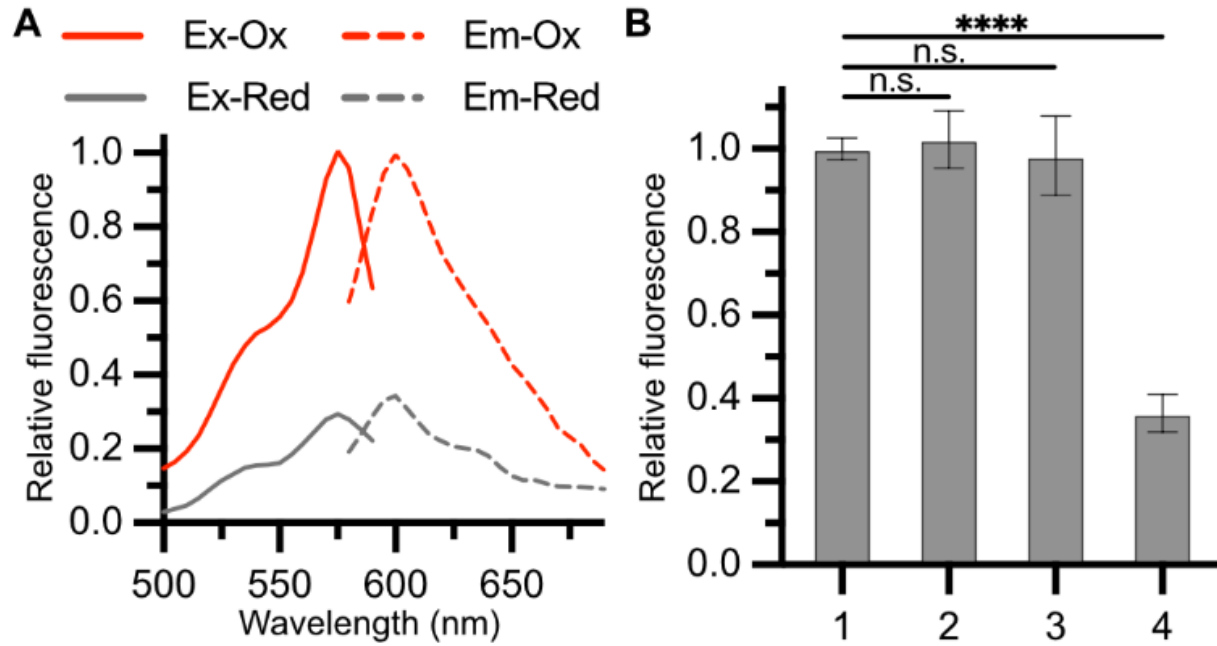 A
Ex-Ox
Em-Ox
Ex-Red
Em-Red
Relative fluorescence
1.0
0.8
0.6
0.4
0.2
0.0
500
550
600
650
Wavelength (nm)
B
****
n.s.
n.s.
Relative fluorescence
1.0
0.8
0.6
0.4
0.2
0.0
1
2
3
4